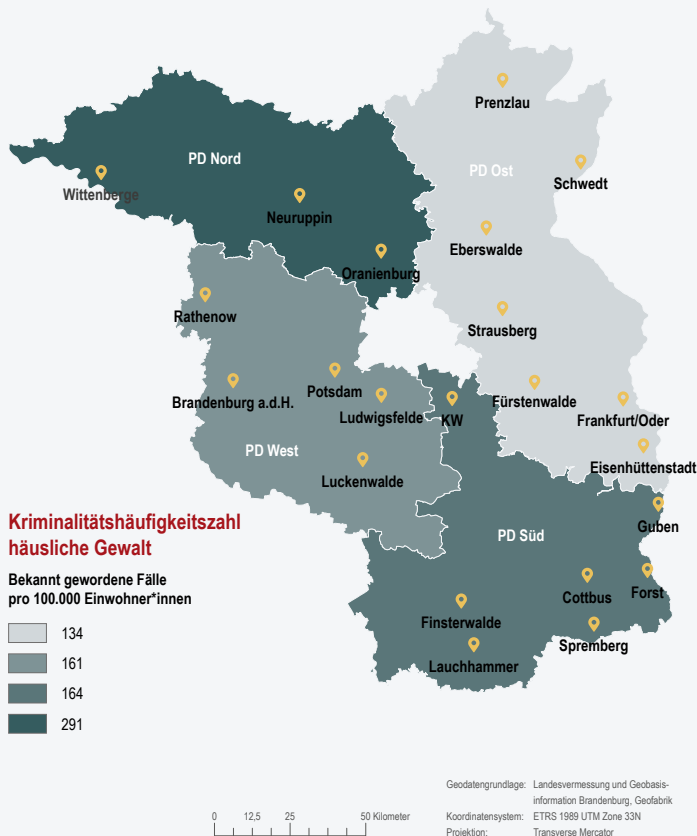 Prenzlau
PD Nord
PD Ost
Schwedt
Wittenberge
Neuruppin
Eberswalde
Oranienburg
Rathenow
Strausberg
Potsdam
Fürstenwalde
Brandenburg a.d.H.
Ludwigsfelde
KW
Frankfurt/Oder
PD West
Eisenhüttenstadt
Luckenwalde
Guben
PD Süd
Cottbus
Forst
Finsterwalde
Spremberg
Lauchhammer
Kriminalitätshäufigkeitszahl
häusliche Gewalt
Bekannt gewordene Fälle
pro 100.000 Einwohner*innen
134
161
164
291
0 12,5 25 50 Kilometer
Geodatengrundlage: Landesvermessung und Geobasis-
information Brandenburg, Geofabrik
Koordinatensystem: ETRS 1989 UTM Zone 33N
Projektion: Transverse Mercator